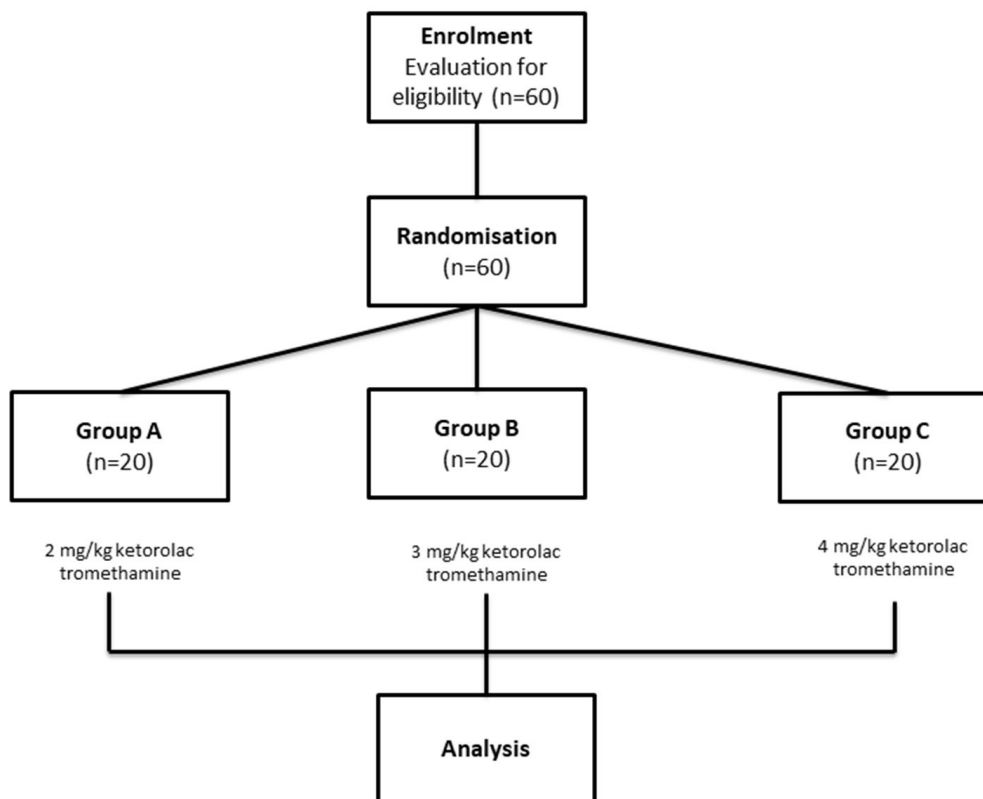 Enrolment
Evaluation for
eligibility (n=60)
Randomisation
(n=60)
Group A
(n=20)
Group B
(n=20)
Group C
(n=20)
2 mg/kg ketorolac
tromethamine
3 mg/kg ketorolac
tromethamine
4 mg/kg ketorolac
tromethamine
Analysis